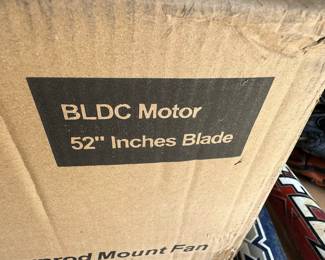 BLDC Motor
52" Inches Blade
Mount Fan